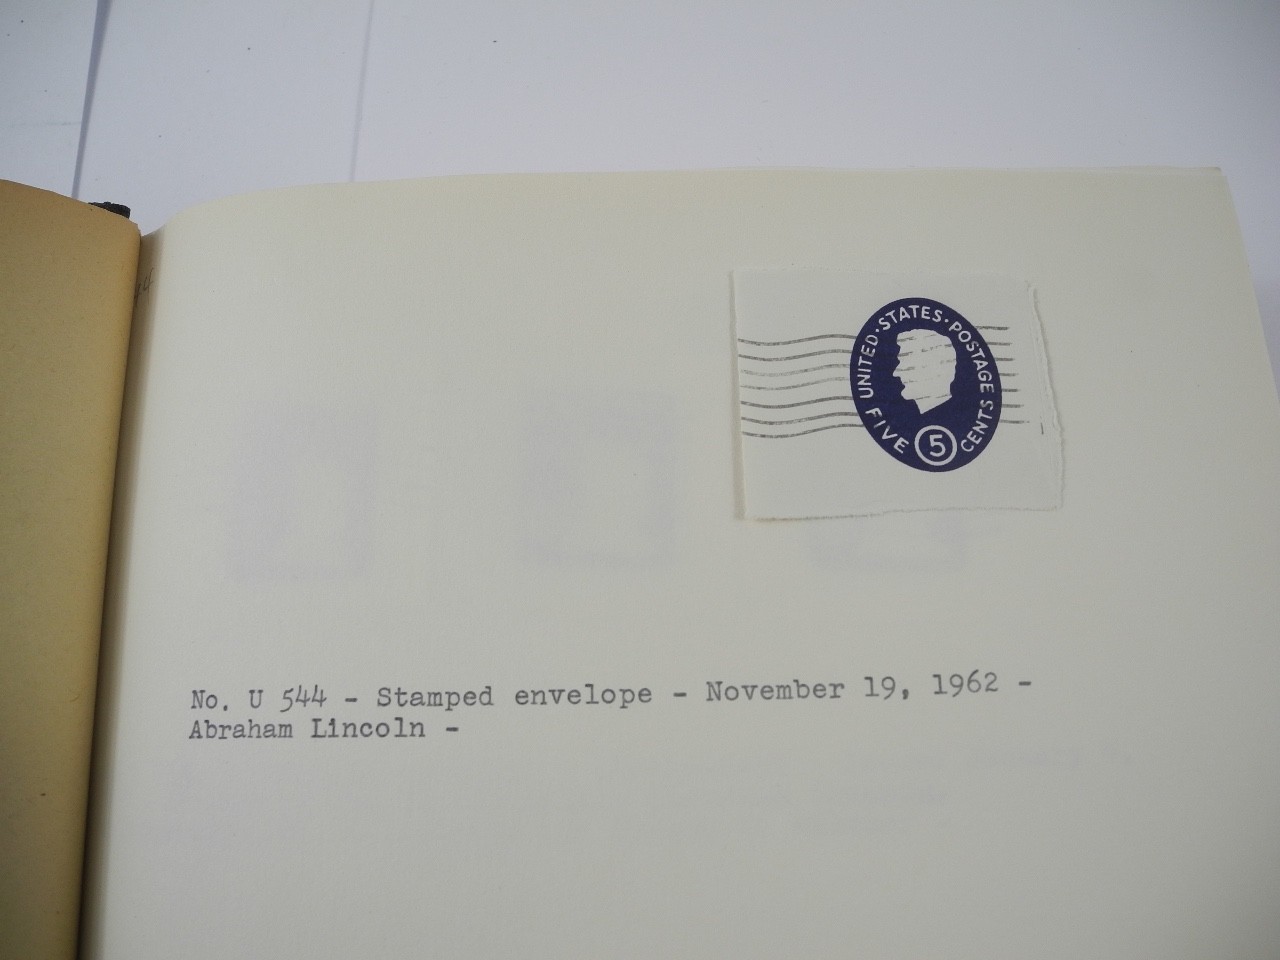 UNITED·STATES·POSTAGE
FIVE 5 CENTS
No. U 544 - Stamped envelope - November 19, 1962 -
Abraham Lincoln -